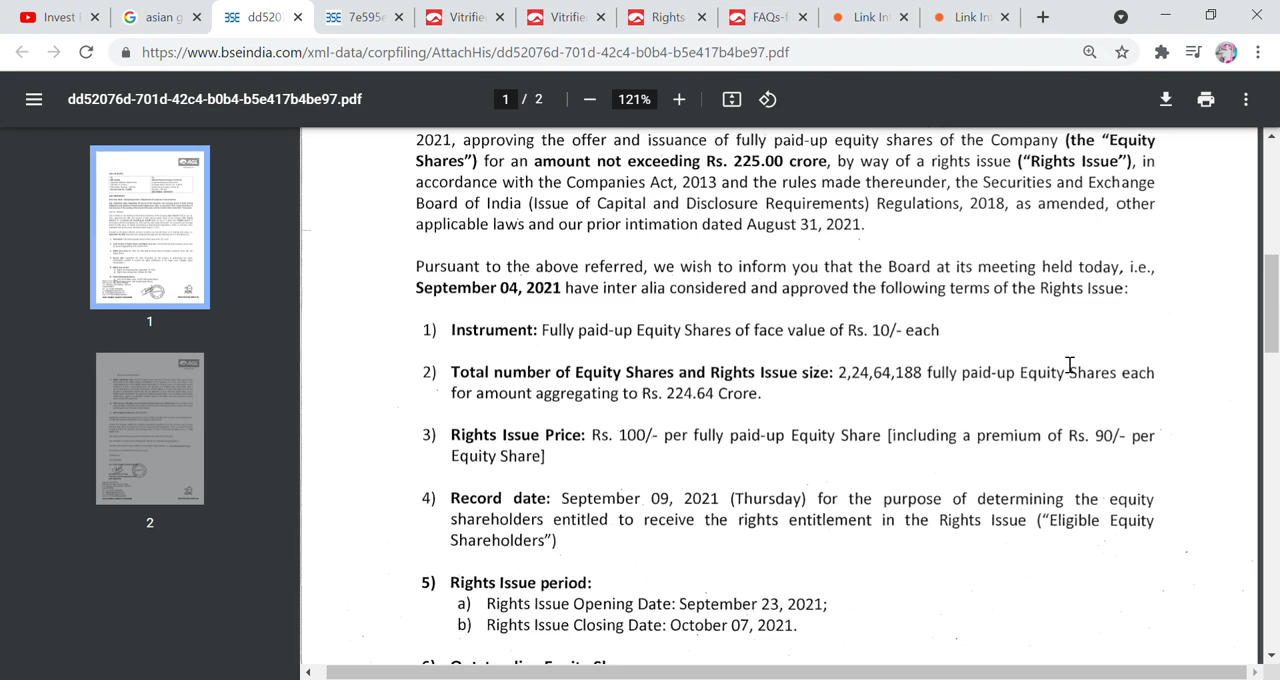 Invest
asian g
dd520
7e595e
Vitrifie
Vitrifie
Rights
FAQs-f
Link In
Link In
https://www.bseindia.com/xml-data/corpfiling/AttachHis/dd52076d-701d-42c4-b0b4-b5e417b4be97.pdf
dd52076d-701d-42c4-b0b4-b5e417b4be97.pdf
1 / 2
121%
2021, approving the offer and issuance of fully paid-up equity shares of the Company (the “Equity
Shares”) for an amount not exceeding Rs. 225.00 crore, by way of a rights issue (“Rights Issue”), in
accordance with the Companies Act, 2013 and the rules made thereunder, the Securities and Exchange
Board of India (Issue of Capital and Disclosure Requirements) Regulations, 2018, as amended, other
applicable laws and our prior intimation dated August 31, 2021.
Pursuant to the above referred, we wish to inform you that the Board at its meeting held today, i.e.,
September 04, 2021 have inter alia considered and approved the following terms of the Rights Issue:
1) Instrument: Fully paid-up Equity Shares of face value of Rs. 10/- each
2) Total number of Equity Shares and Rights Issue size: 2,24,64,188 fully paid-up Equity Shares each
for amount aggregating to Rs. 224.64 Crore.
3) Rights Issue Price: Rs. 100/- per fully paid-up Equity Share [including a premium of Rs. 90/- per
Equity Share]
4) Record date: September 09, 2021 (Thursday) for the purpose of determining the equity
shareholders entitled to receive the rights entitlement in the Rights Issue (“Eligible Equity
Shareholders”)
5) Rights Issue period:
a) Rights Issue Opening Date: September 23, 2021;
b) Rights Issue Closing Date: October 07, 2021.
1
2